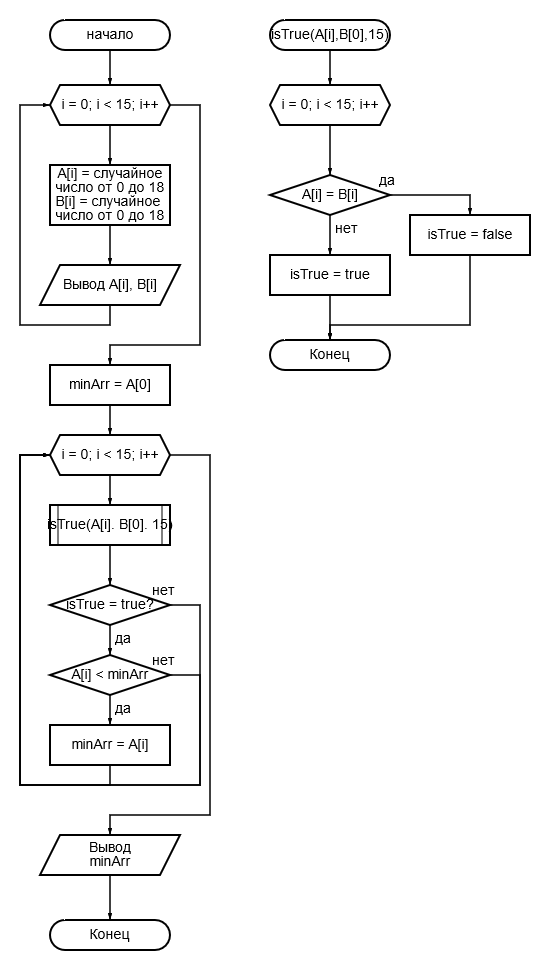 начало
i = 0; i < 15; i++
A[i] = случайное
число от 0 до 18
B[i] = случайное
число от 0 до 18
Вывод A[i], B[i]
minArr = A[0]
i = 0; i < 15; i++
isTrue(A[i]. B[0]. 15)
нет
isTrue = true?
да
нет
A[i] < minArr
да
minArr = A[i]
Вывод
minArr
Конец
isTrue(A[i],B[0],15)
i = 0; i < 15; i++
да
A[i] = B[i]
нет
isTrue = false
isTrue = true
Конец